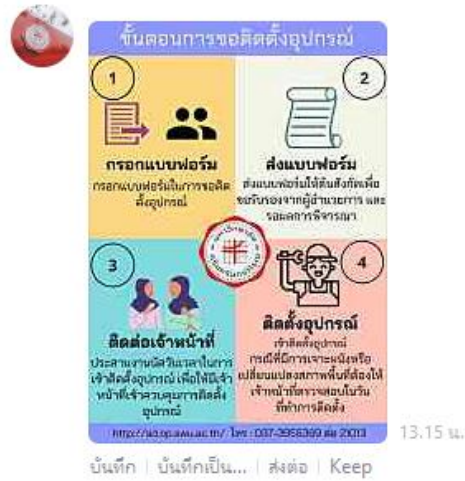 ขั้นตอนการขอติดตั้งอุปกรณ์
1
กรอกแบบฟอร์ม
กรอกแบบฟอร์มในการขอติด
ตั้งอุปกรณ์
2
ส่งแบบฟอร์ม
ส่งแบบฟอร์มให้ต้นสังกัดเพื่อ
ขอรับรองจากผู้อำนวยการ และ
รอผลการพิจารณา
3
ติดต่อเจ้าหน้าที่
ประสานงานนัดวันเวลาในการ
เข้าติดตั้งอุปกรณ์ เพื่อให้มีเจ้า
หน้าที่เข้าควบคุมการติดตั้ง
อุปกรณ์
4
ติดตั้งอุปกรณ์
เข้าติดตั้งอุปกรณ์
กรณีที่มีการเจาะผนังหรือ
เปลี่ยนแปลงสภาพพื้นที่ต้องให้
เจ้าหน้าที่ตรวจสอบในวัน
ที่ทำการติดตั้ง
โทร : 037-3956369 ต่อ 21013
13.15 น.
บันทึก | บันทึกเป็น... | ส่งต่อ | Keep